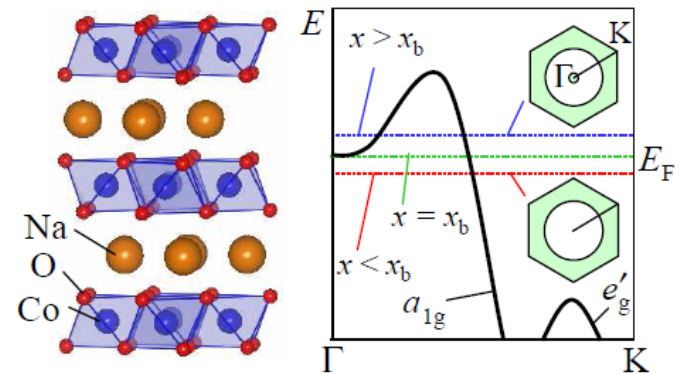 Na
O
Co
E
x > x_b
K
Γ
E_F
x = x_b
x < x_b
a_1g
e′_g
Γ
K